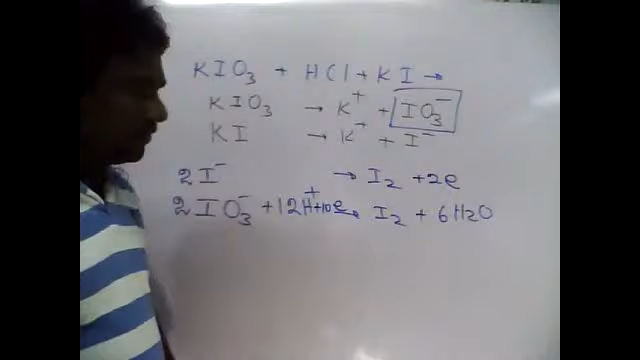 KIO₃ + HCl + KI →
KIO₃ → K⁺ + IO₃⁻
KI → K⁺ + I⁻
2I⁻ → I₂ + 2e
2IO₃⁻ + 12H⁺ + 10e → I₂ + 6H₂O